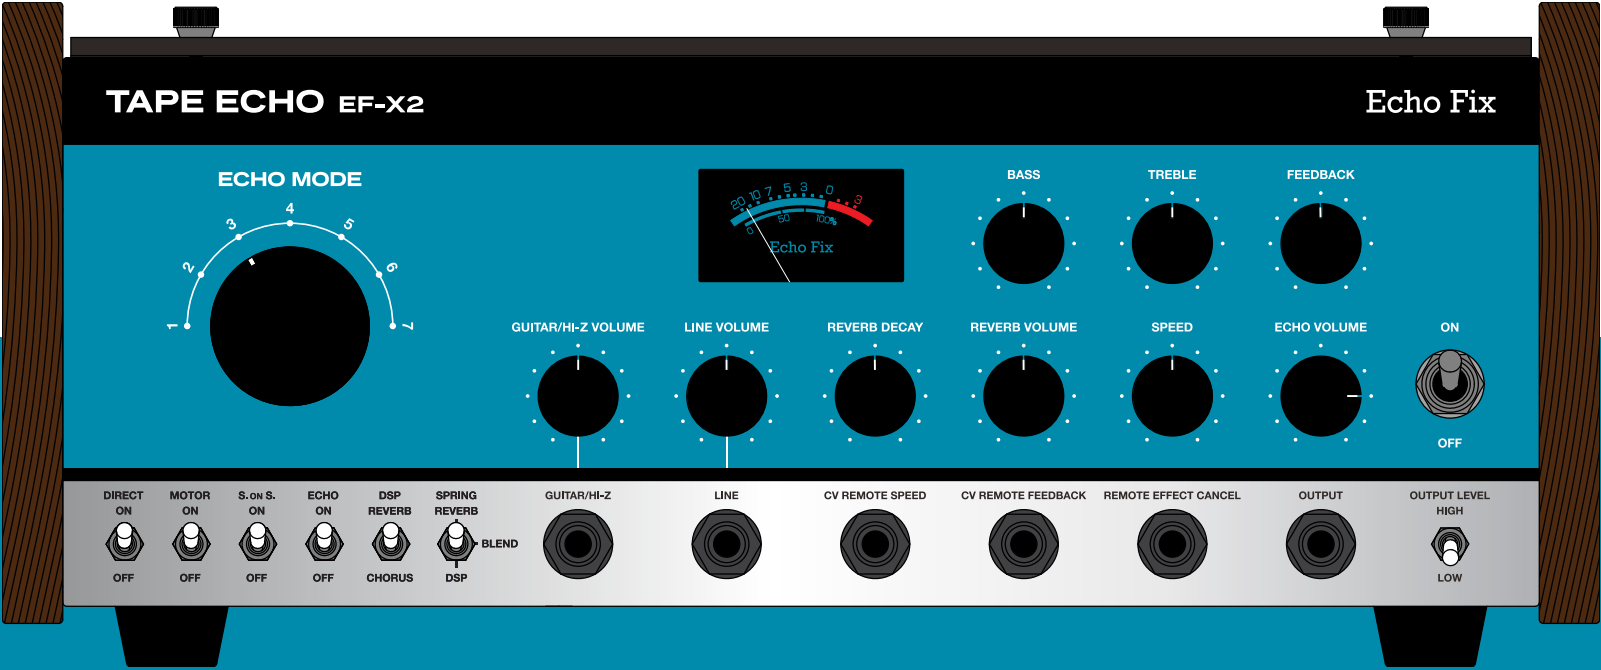 TAPE ECHO EF-X2
Echo Fix
ECHO MODE
1 2 3 4 5 6 7
20 10 7 5 3 0 3
0 50 100%
Echo Fix
BASS
TREBLE
FEEDBACK
GUITAR/HI-Z VOLUME
LINE VOLUME
REVERB DECAY
REVERB VOLUME
SPEED
ECHO VOLUME
ON
OFF
DIRECT
ON
OFF
MOTOR
ON
OFF
S. ON S.
ON
OFF
ECHO
ON
OFF
DSP
REVERB
CHORUS
SPRING
REVERB
BLEND
DSP
GUITAR/HI-Z
LINE
CV REMOTE SPEED
CV REMOTE FEEDBACK
REMOTE EFFECT CANCEL
OUTPUT
OUTPUT LEVEL
HIGH
LOW